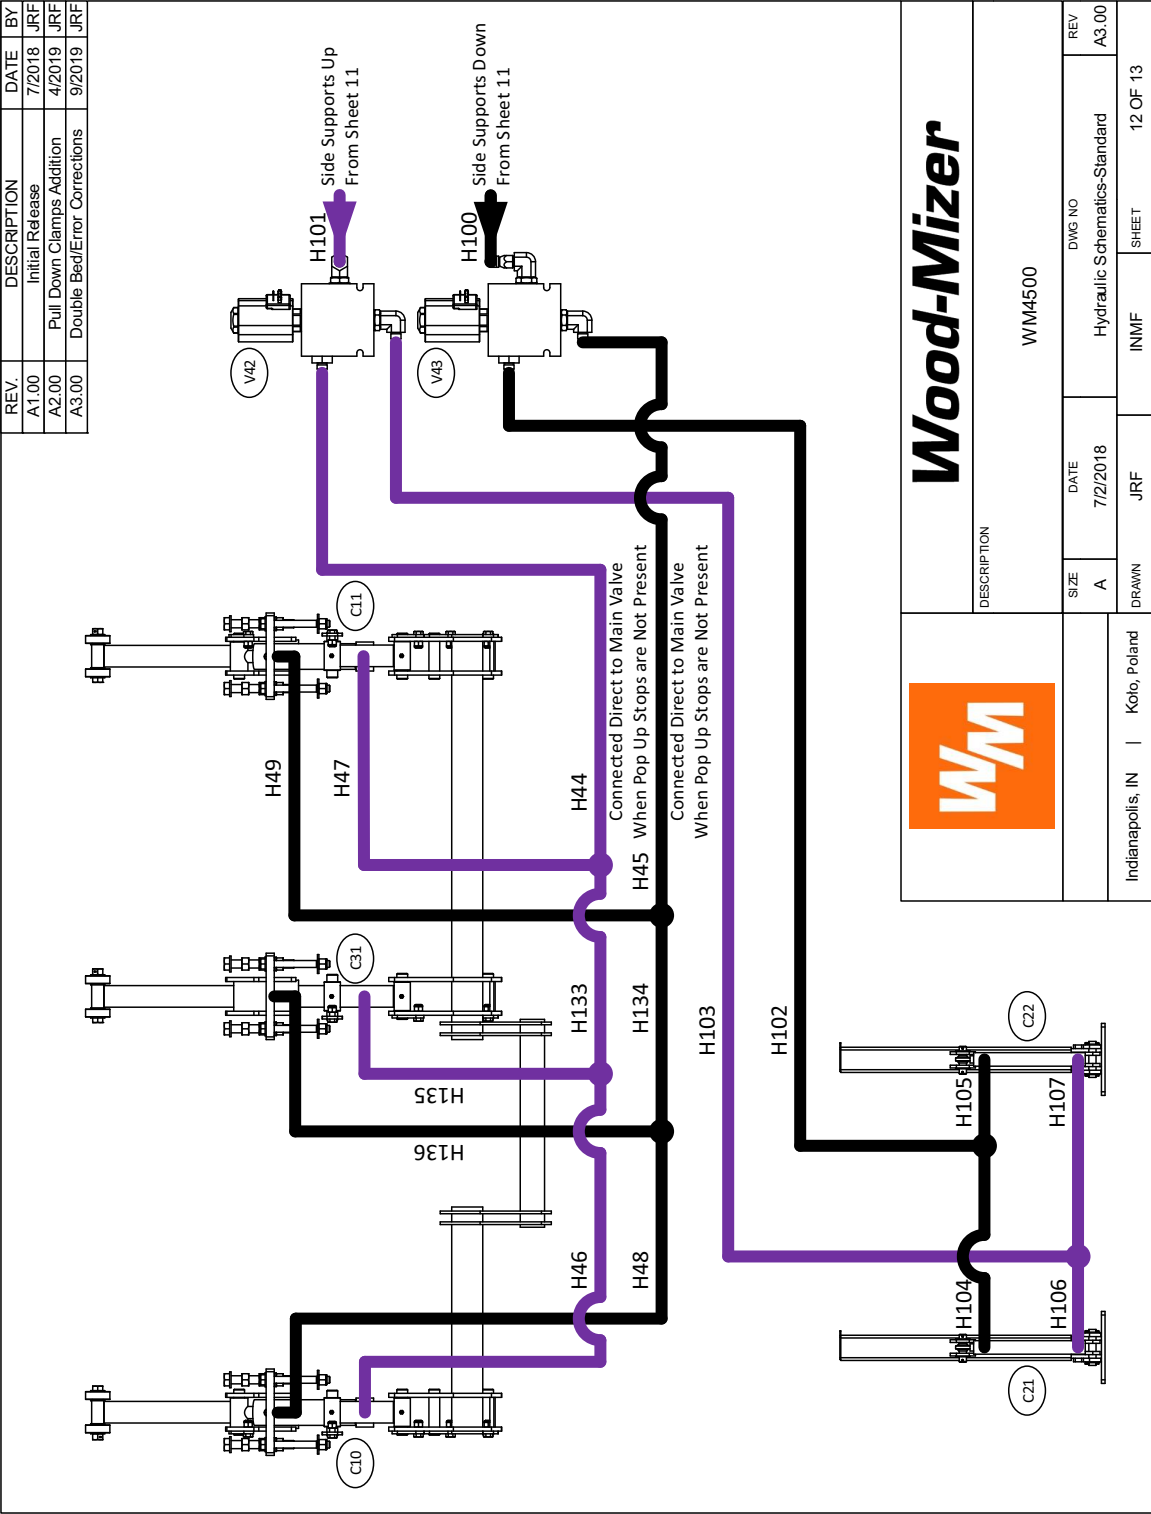 REV. DESCRIPTION DATE BY
A1.00 Initial Release 7/2018 JRF
A2.00 Pull Down Clamps Addition 4/2019 JRF
A3.00 Double Bed/Error Corrections 9/2019 JRF
Side Supports Up
From Sheet 11
H101
V42
Side Supports Down
From Sheet 11
H100
V43
C11
C31
C10
H49
H47
H44
Connected Direct to Main Valve
When Pop Up Stops are Not Present
H45
Connected Direct to Main Valve
When Pop Up Stops are Not Present
H133
H134
H103
H102
H135
H136
H46
H48
C22
H105
H107
H104
H106
C21
Wood-Mizer
DESCRIPTION
WM4500
SIZE DATE DWG NO REV
A 7/2/2018 Hydraulic Schematics-Standard A3.00
DRAWN JRF INMF SHEET 12 OF 13
WM
Indianapolis, IN | Koło, Poland